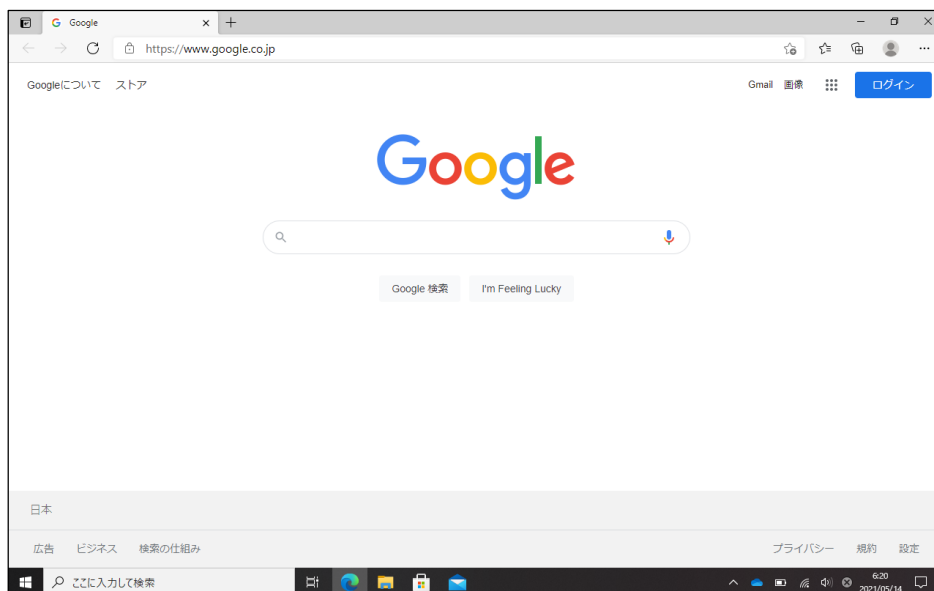 Google
https://www.google.co.jp
Googleについて ストア
Gmail 画像 ログイン
Google
Google 検索 I'm Feeling Lucky
日本
広告 ビジネス 検索の仕組み プライバシー 規約 設定
ここに入力して検索
6:20
2021/05/14